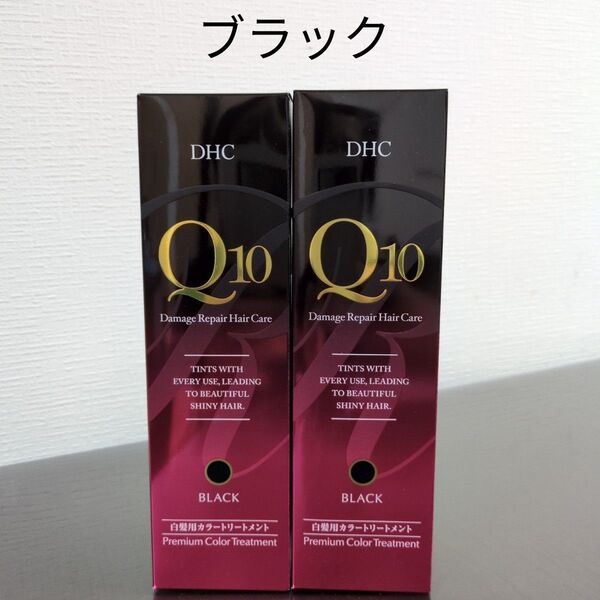 ブラック
DHC
Q10
Damage Repair Hair Care
TINTS WITH
EVERY USE, LEADING
TO BEAUTIFUL
SHINY HAIR.
BLACK
白髪用カラートリートメント
Premium Color Treatment
DHC
Q10
Damage Repair Hair Care
TINTS WITH
EVERY USE, LEADING
TO BEAUTIFUL
SHINY HAIR.
BLACK
白髪用カラートリートメント
Premium Color Treatment